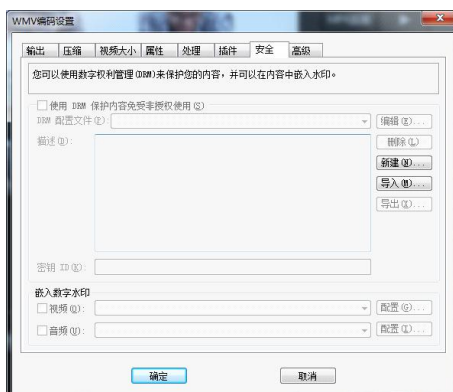 WMV编码设置
输出 压缩 视频大小 属性 处理 插件 安全 高级
您可以使用数字权利管理(DRM)来保护您的内容，并可以在内容中嵌入水印。
使用 DRM 保护内容免受非授权使用(S)
DRM 配置文件(P): 编辑(E)...
描述(D): 删除(L)
新建(N)...
导入(M)...
导出(X)...
密钥 ID(K):
嵌入数字水印
视频(O): 配置(G)...
音频(U): 配置(I)...
确定 取消